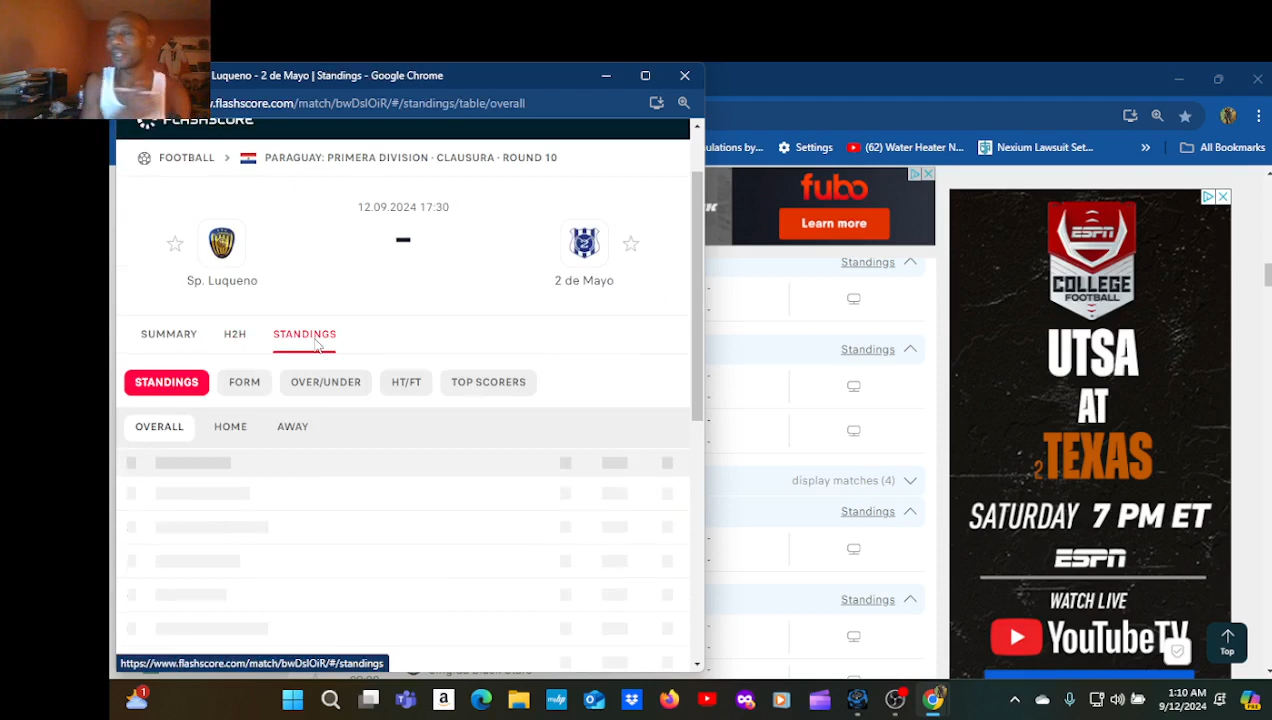 Luqueno - 2 de Mayo | Standings - Google Chrome
w.flashscore.com/match/bwDsIOiR/#/standings/table/overall
ulations by...
Settings
(62) Water Heater N...
Nexium Lawsuit Set...
»
All Bookmarks
FLASHSCORE
FOOTBALL > PARAGUAY: PRIMERA DIVISION - CLAUSURA - ROUND 10
12.09.2024 17:30
-
Sp. Luqueno
2 de Mayo
SUMMARY H2H STANDINGS
STANDINGS FORM OVER/UNDER HT/FT TOP SCORERS
OVERALL HOME AWAY
https://www.flashscore.com/match/bwDsIOiR/#/standings
fubo
Learn more
Standings
Standings
display matches (4)
Standings
Standings
ESPN
COLLEGE
FOOTBALL
UTSA
AT
2 TEXAS
SATURDAY 7 PM ET
ESPN
WATCH LIVE
YouTubeTV
Top
1
1:10 AM
9/12/2024